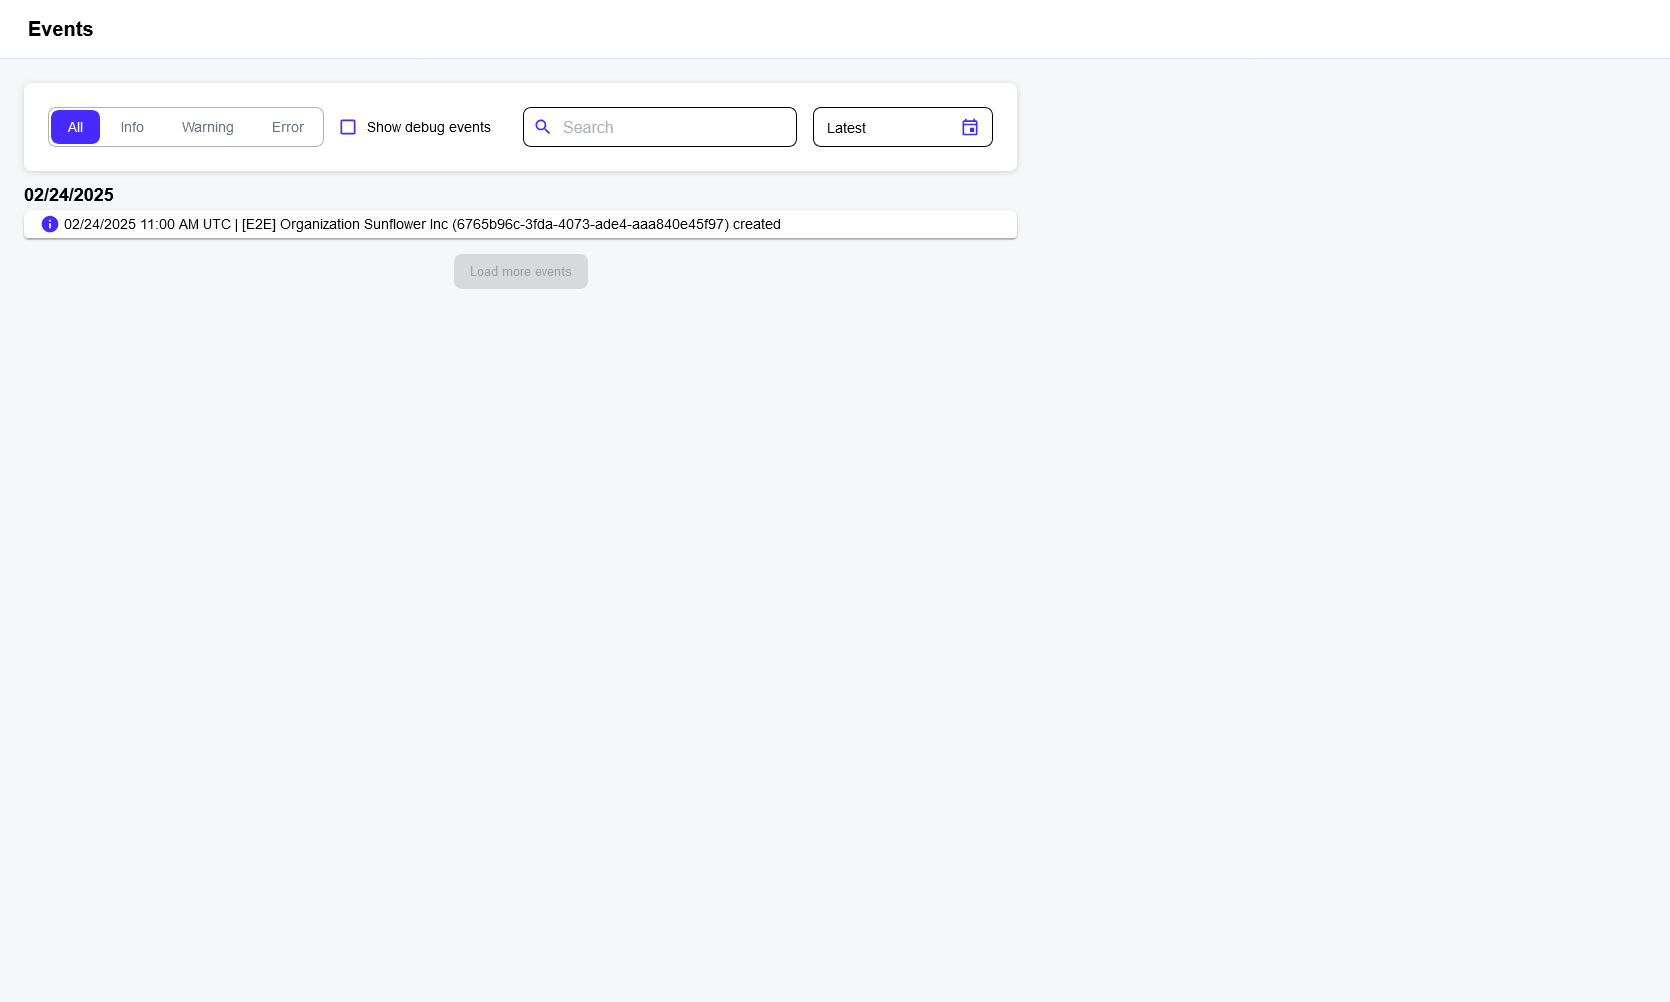 Events
All Info Warning Error Show debug events Search Latest
02/24/2025
02/24/2025 11:00 AM UTC | [E2E] Organization Sunflower Inc (6765b96c-3fda-4073-ade4-aaa840e45f97) created
Load more events